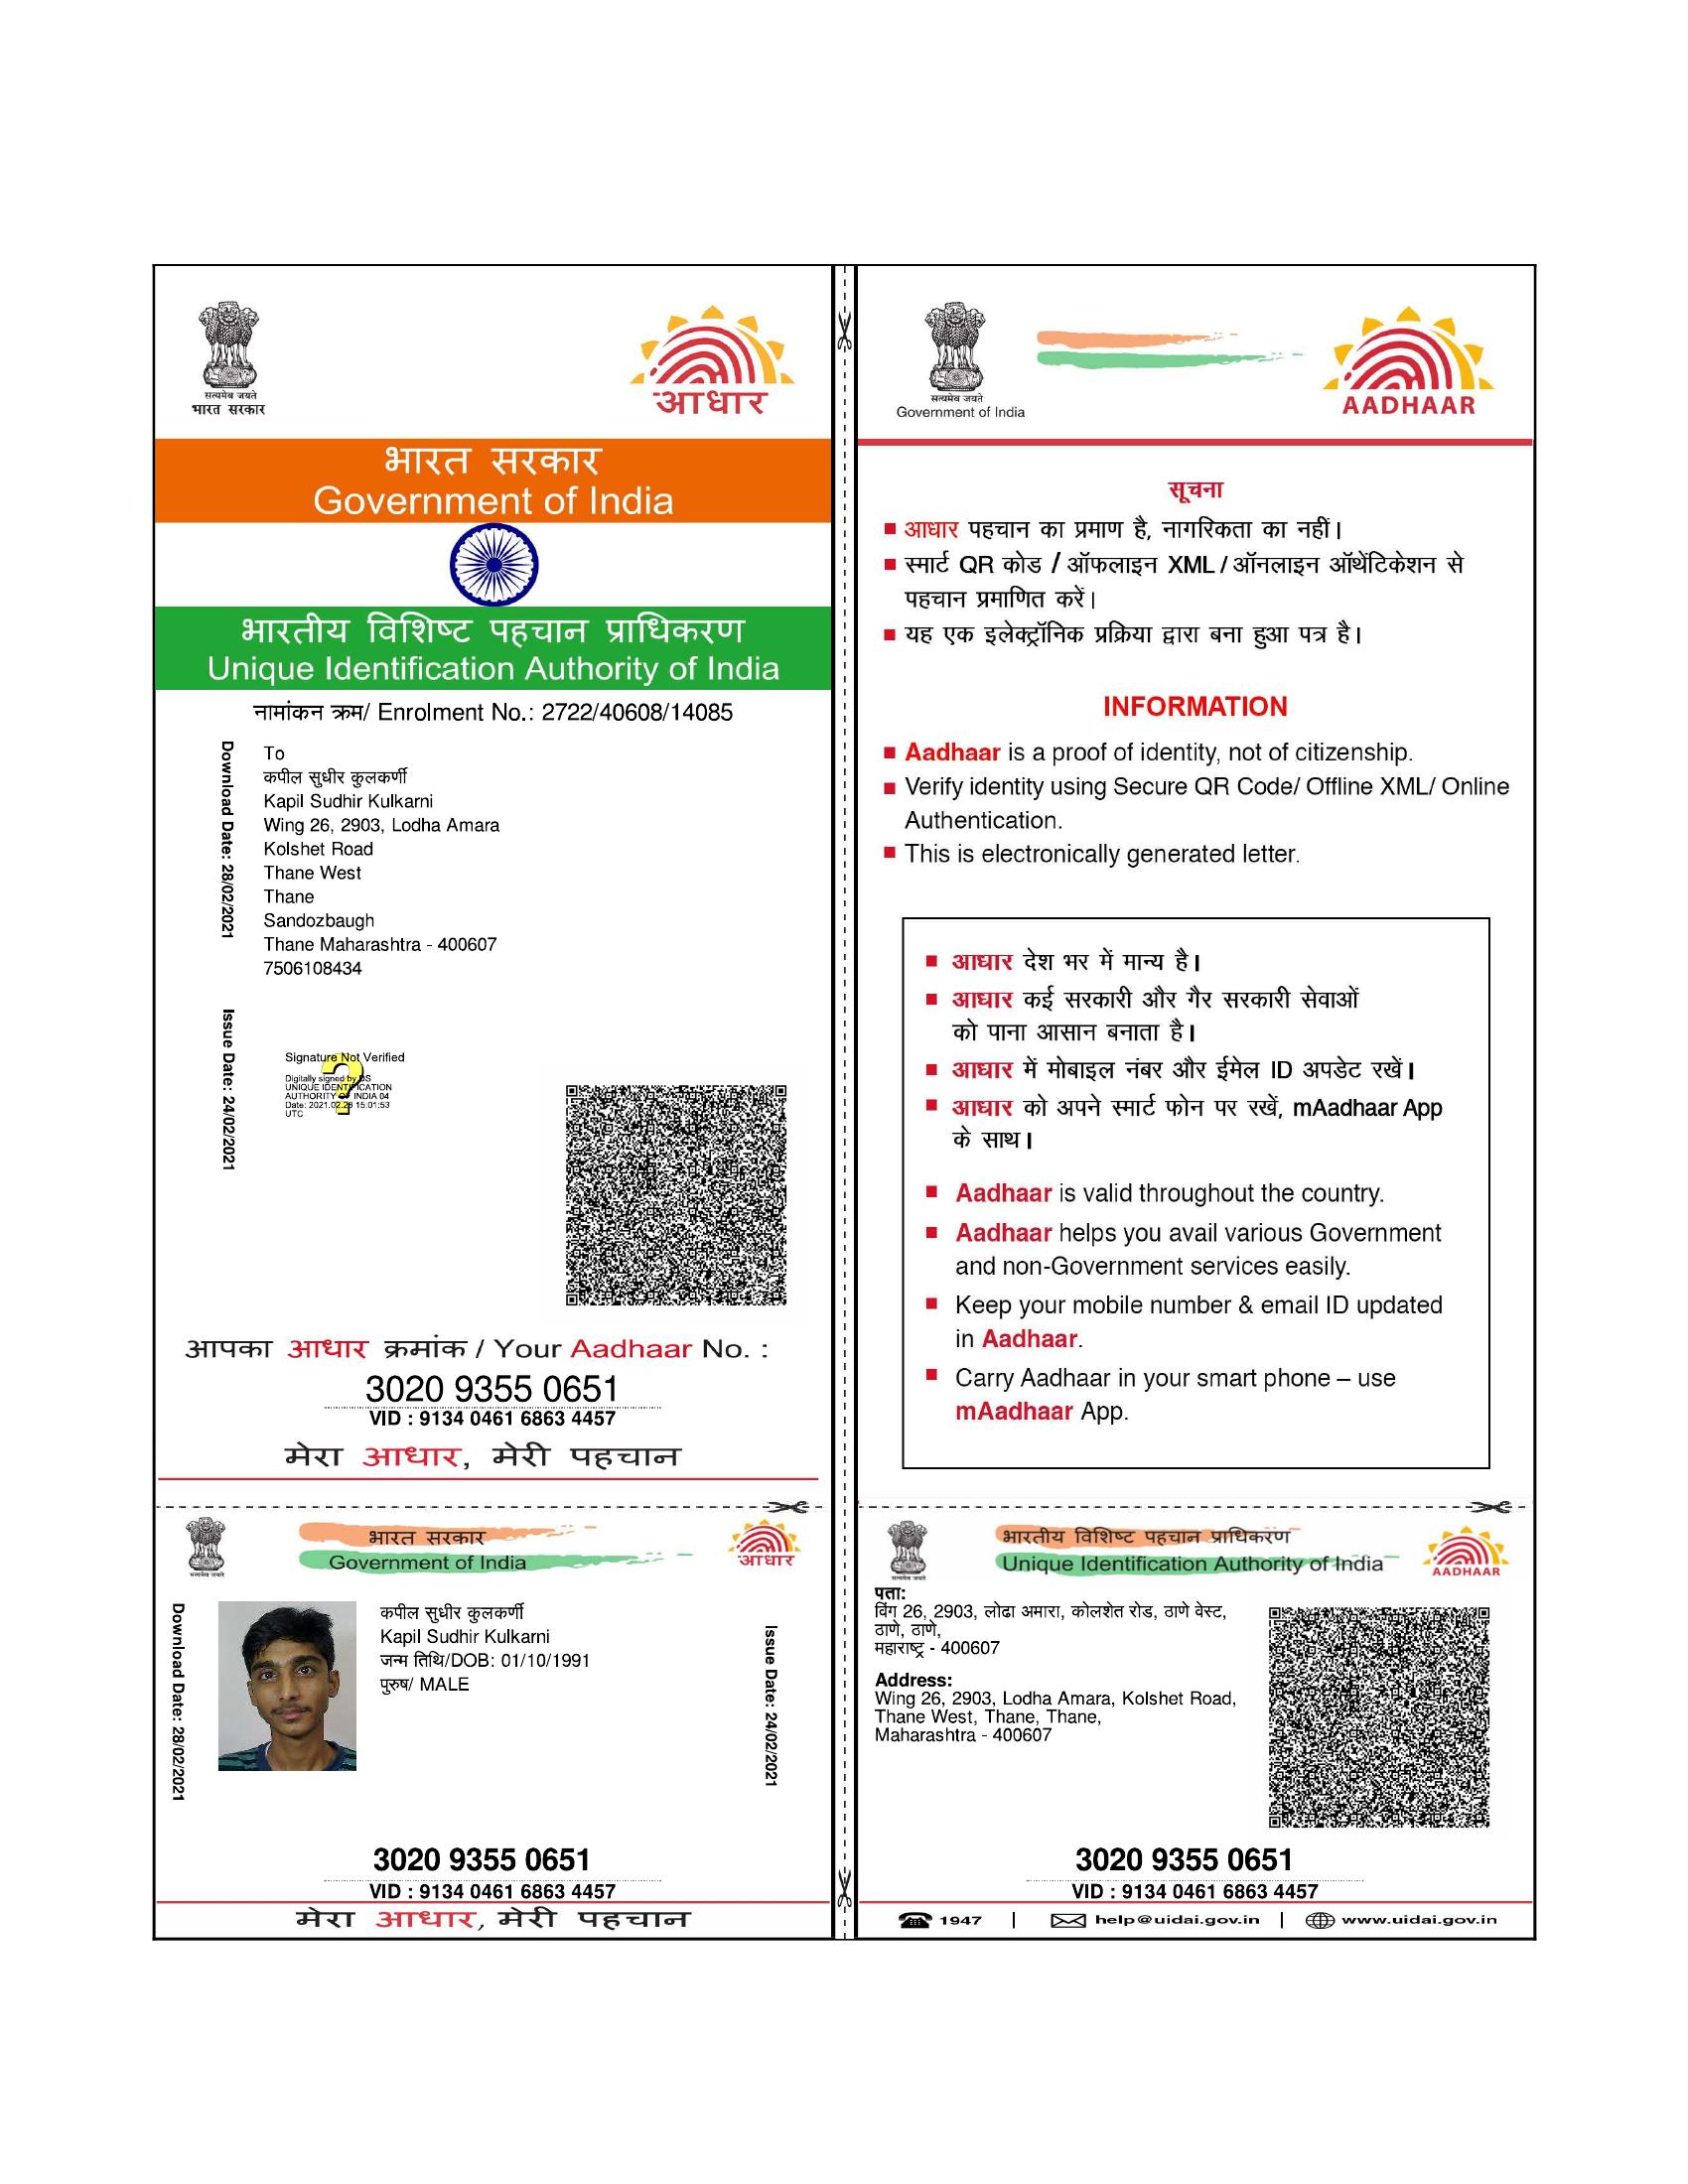 सत्यमेव जयते
भारत सरकार
आधार
भारत सरकार
Government of India
भारतीय विशिष्ट पहचान प्राधिकरण
Unique Identification Authority of India
नामांकन क्रम/ Enrolment No.: 2722/40608/14085
Download Date: 28/02/2021
To
कपील सुधीर कुलकर्णी
Kapil Sudhir Kulkarni
Wing 26, 2903, Lodha Amara
Kolshet Road
Thane West
Thane
Sandozbaugh
Thane Maharashtra - 400607
7506108434
Issue Date: 24/02/2021
Signature Not Verified
Digitally signed by DS
UNIQUE IDENTIFICATION
AUTHORITY OF INDIA 04
Date: 2021.02.28 15:01:53
UTC
आपका आधार क्रमांक / Your Aadhaar No. :
3020 9355 0651
VID : 9134 0461 6863 4457
मेरा आधार, मेरी पहचान
सत्यमेव जयते
Government of India
AADHAAR
सूचना
आधार पहचान का प्रमाण है, नागरिकता का नहीं।
स्मार्ट QR कोड / ऑफलाइन XML / ऑनलाइन ऑथेंटिकेशन से
पहचान प्रमाणित करें।
यह एक इलेक्ट्रॉनिक प्रक्रिया द्वारा बना हुआ पत्र है।
INFORMATION
Aadhaar is a proof of identity, not of citizenship.
Verify identity using Secure QR Code/ Offline XML/ Online
Authentication.
This is electronically generated letter.
आधार देश भर में मान्य है।
आधार कई सरकारी और गैर सरकारी सेवाओं
को पाना आसान बनाता है।
आधार में मोबाइल नंबर और ईमेल ID अपडेट रखें।
आधार को अपने स्मार्ट फोन पर रखें, mAadhaar App
के साथ।
Aadhaar is valid throughout the country.
Aadhaar helps you avail various Government
and non-Government services easily.
Keep your mobile number & email ID updated
in Aadhaar.
Carry Aadhaar in your smart phone – use
mAadhaar App.
सत्यमेव जयते
भारत सरकार
Government of India
आधार
Download Date: 28/02/2021
कपील सुधीर कुलकर्णी
Kapil Sudhir Kulkarni
जन्म तिथि/DOB: 01/10/1991
पुरुष/ MALE
Issue Date: 24/02/2021
3020 9355 0651
VID : 9134 0461 6863 4457
मेरा आधार, मेरी पहचान
सत्यमेव जयते
भारतीय विशिष्ट पहचान प्राधिकरण
Unique Identification Authority of India
AADHAAR
पता:
विंग 26, 2903, लोढा अमारा, कोलशेत रोड, ठाणे वेस्ट,
ठाणे, ठाणे,
महाराष्ट्र - 400607
Address:
Wing 26, 2903, Lodha Amara, Kolshet Road,
Thane West, Thane, Thane,
Maharashtra - 400607
3020 9355 0651
VID : 9134 0461 6863 4457
1947 | help@uidai.gov.in | www.uidai.gov.in